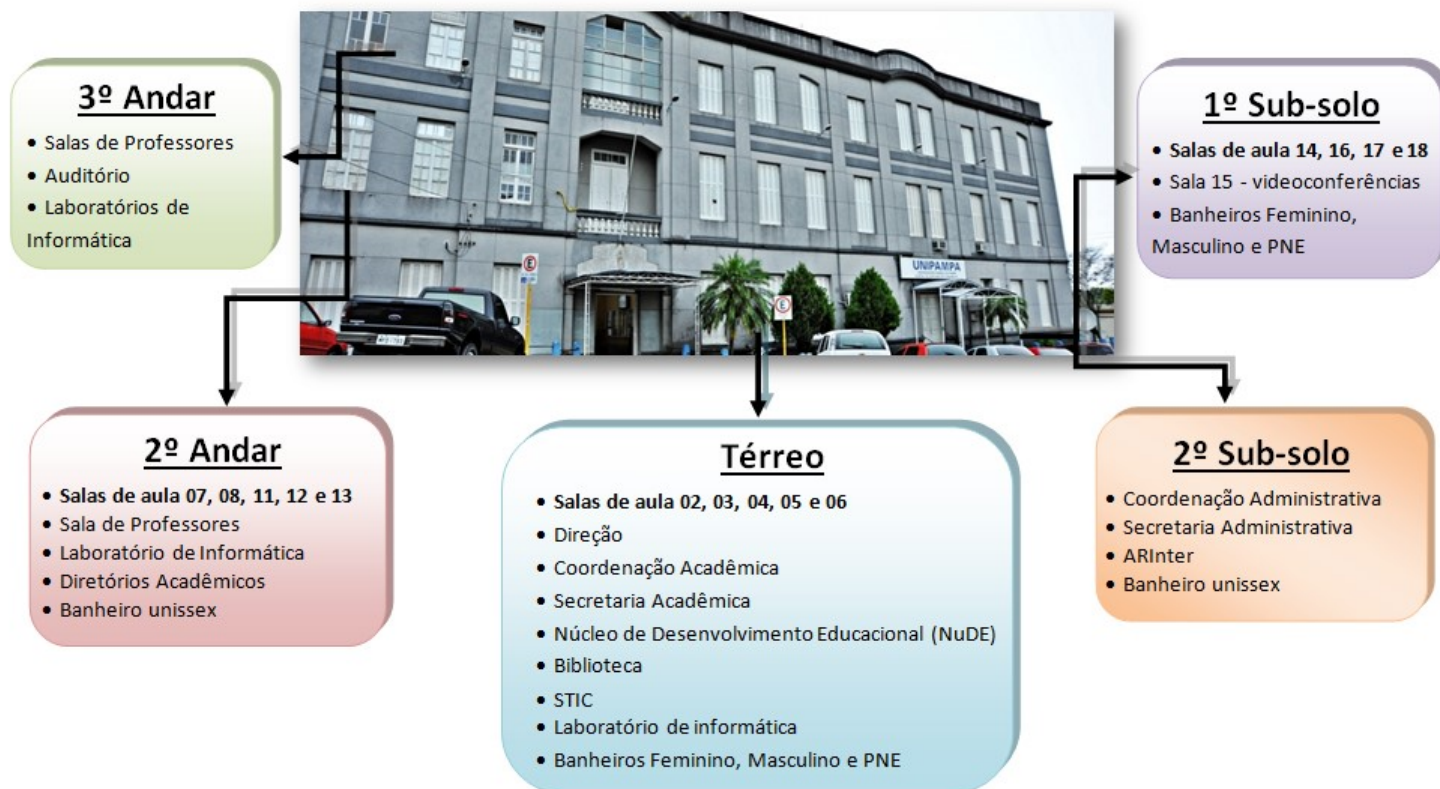 3º Andar
• Salas de Professores
• Auditório
• Laboratórios de
Informática
UNIPAMPA
E
E
1º Sub-solo
• Salas de aula 14, 16, 17 e 18
• Sala 15 - videoconferências
• Banheiros Feminino,
Masculino e PNE
2º Andar
• Salas de aula 07, 08, 11, 12 e 13
• Sala de Professores
• Laboratório de Informática
• Diretórios Acadêmicos
• Banheiro unissex
Térreo
• Salas de aula 02, 03, 04, 05 e 06
• Direção
• Coordenação Acadêmica
• Secretaria Acadêmica
• Núcleo de Desenvolvimento Educacional (NuDE)
• Biblioteca
• STIC
• Laboratório de informática
• Banheiros Feminino, Masculino e PNE
2º Sub-solo
• Coordenação Administrativa
• Secretaria Administrativa
• ARInter
• Banheiro unissex